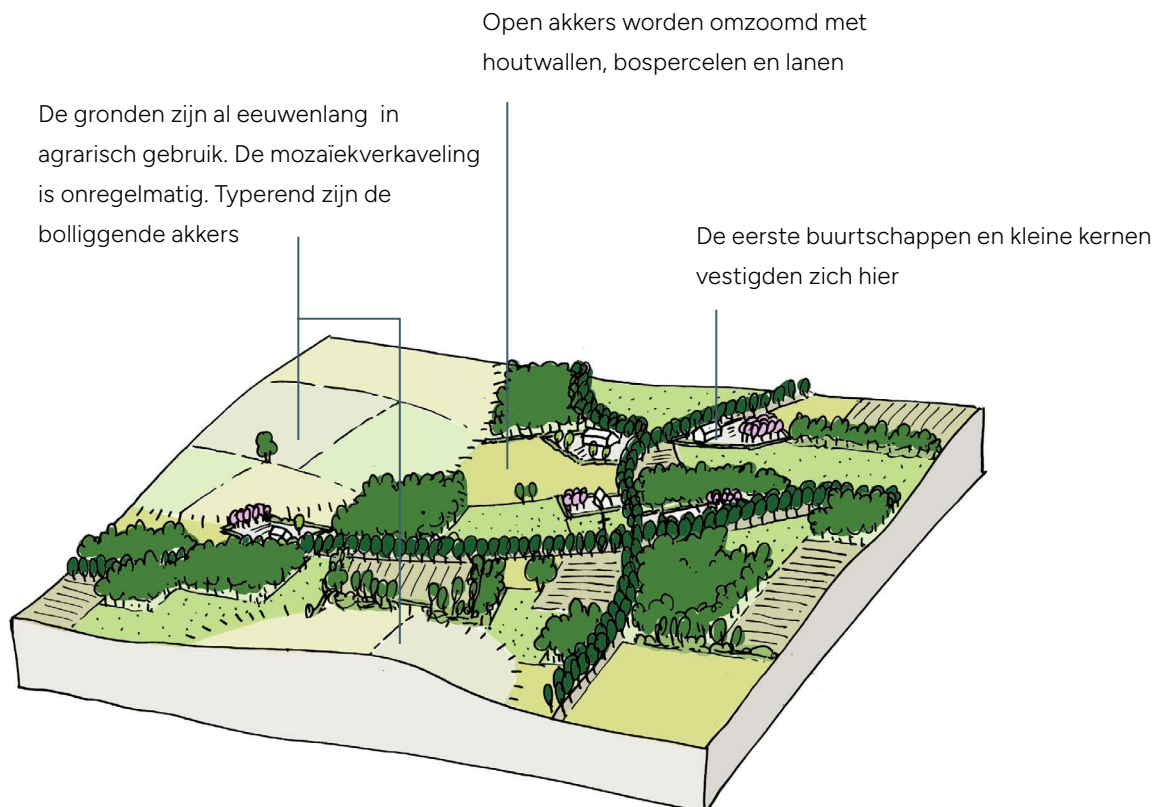 Open akkers worden omzoomd met
houtwallen, bospercelen en lanen
De gronden zijn al eeuwenlang  in
agrarisch gebruik. De mozaïekverkaveling
is onregelmatig. Typerend zijn de
bolliggende akkers
De eerste buurtschappen en kleine kernen
vestigden zich hier